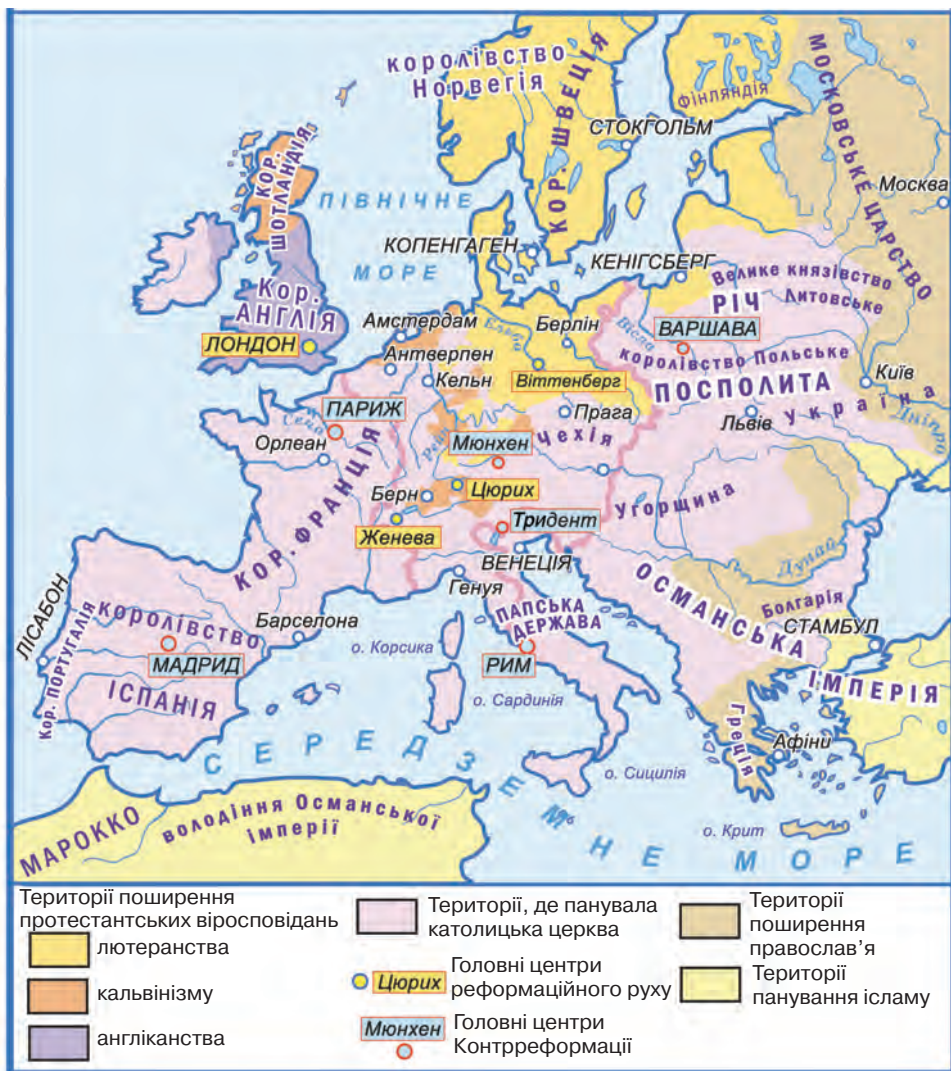 королівство
Норвегія
КОР. ШВЕЦІЯ
Фінляндія
МОСКОВСЬКЕ ЦАРСТВО
СТОКГОЛЬМ
Москва
КОР.
ШОТЛАНДІЯ
ПІВНІЧНЕ
МОРЕ
КОПЕНГАГЕН
КЕНІГСБЕРГ
Велике князівство
Литовське
Кор.
АНГЛІЯ
ЛОНДОН
Амстердам
Ельба
Берлін
Вісла
РІЧ
ВАРШАВА
Антверпен
Кельн
Віттенберг
королівство Польське
ПОСПОЛИТА
Київ
ПАРИЖ
Сена
Прага
Львів
Україна
Дніпро
Орлеан
Рейн
Мюнхен
Чехія
КОР. ФРАНЦІЯ
Берн
Цюрих
Угорщина
Женева
Тридент
ВЕНЕЦІЯ
Дунай
Генуя
ОСМАНСЬКА
ІМПЕРІЯ
Болгарія
ЛІСАБОН
Кор. ПОРТУГАЛІЯ
королівство
ІСПАНІЯ
Барселона
МАДРИД
о. Корсика
ПАПСЬКА
ДЕРЖАВА
РИМ
СТАМБУЛ
о. Сардинія
Греція
Афіни
о. Сицилія
СЕРЕДЗЕМНЕ МОРЕ
МАРОККО
володіння Османської
імперії
о. Крит
Території поширення
протестантських віросповідань
лютеранства
кальвінізму
англіканства
Території, де панувала
католицька церква
Цюрих
Головні центри
реформаційного руху
Мюнхен
Головні центри
Контрреформації
Території
поширення
православ’я
Території
панування ісламу